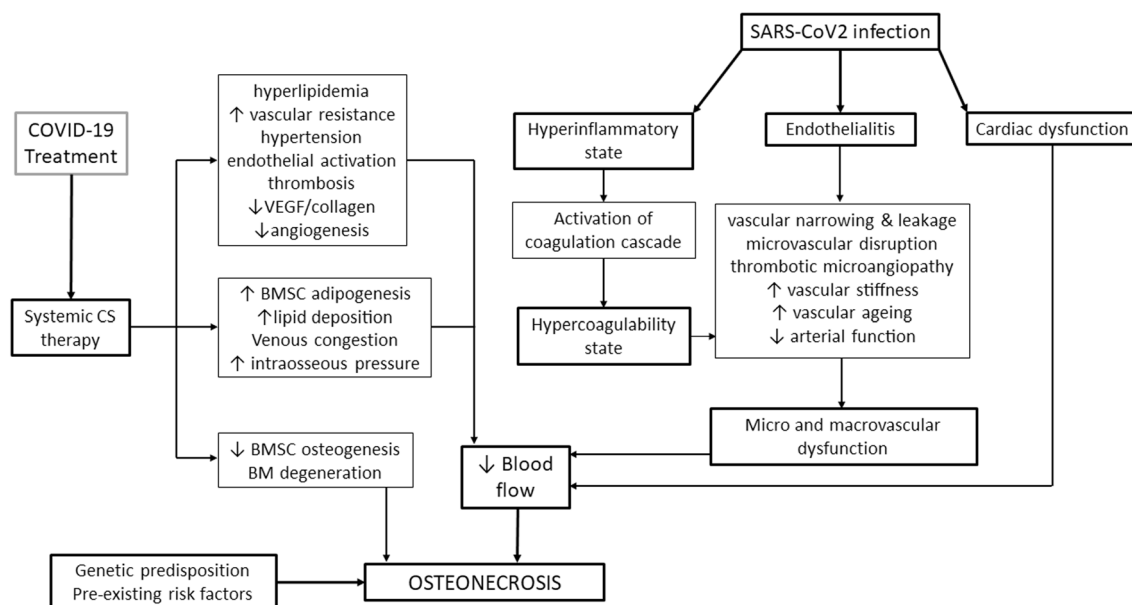 SARS-CoV2 infection
Hyperinflammatory
state
Endothelialitis
Cardiac dysfunction
Activation of
coagulation cascade
Hypercoagulability
state
vascular narrowing & leakage
microvascular disruption
thrombotic microangiopathy
↑ vascular stiffness
↑ vascular ageing
↓ arterial function
Micro and macrovascular
dysfunction
COVID-19
Treatment
Systemic CS
therapy
hyperlipidemia
↑ vascular resistance
hypertension
endothelial activation
thrombosis
↓VEGF/collagen
↓angiogenesis
↑ BMSC adipogenesis
↑lipid deposition
Venous congestion
↑ intraosseous pressure
↓ BMSC osteogenesis
BM degeneration
↓ Blood
flow
Genetic predisposition
Pre-existing risk factors
OSTEONECROSIS